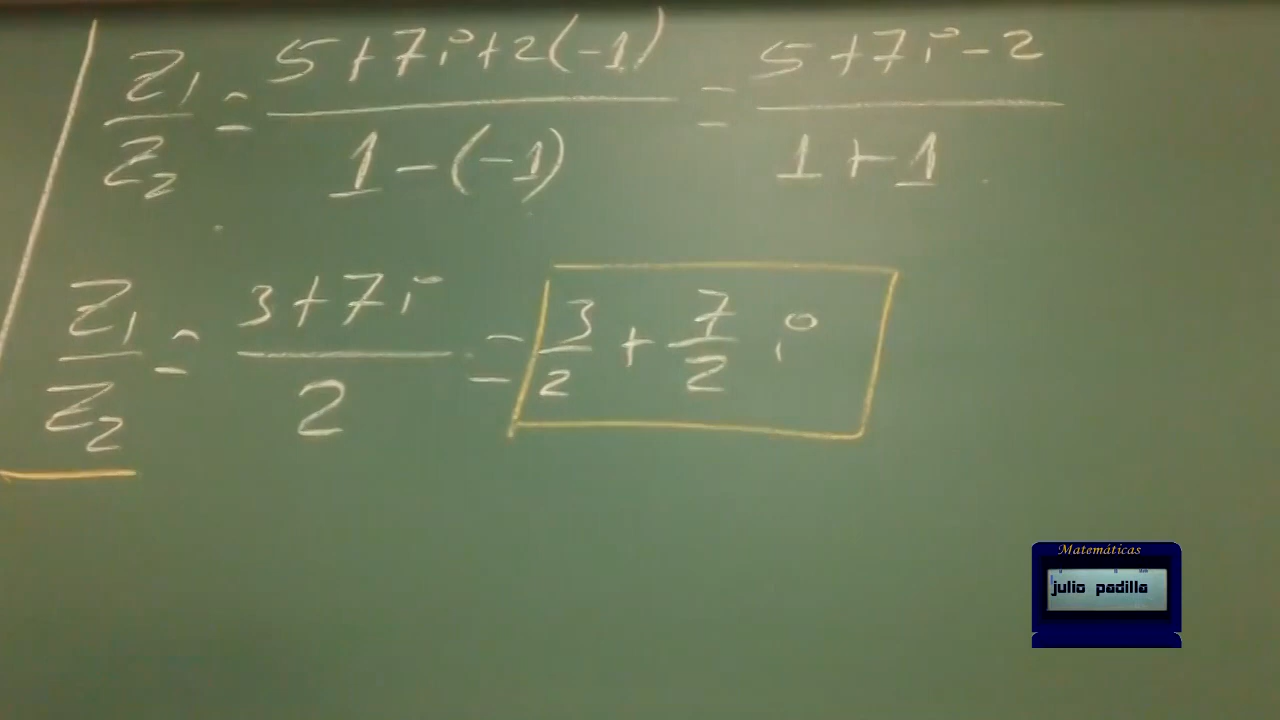 Z₁/Z₂ = (5+7i+2(-1))/(1-(-1)) = (5+7i-2)/(1+1)
Z₁/Z₂ = (3+7i)/2 = 3/2 + 7/2 i
Matemáticas
julio padilla